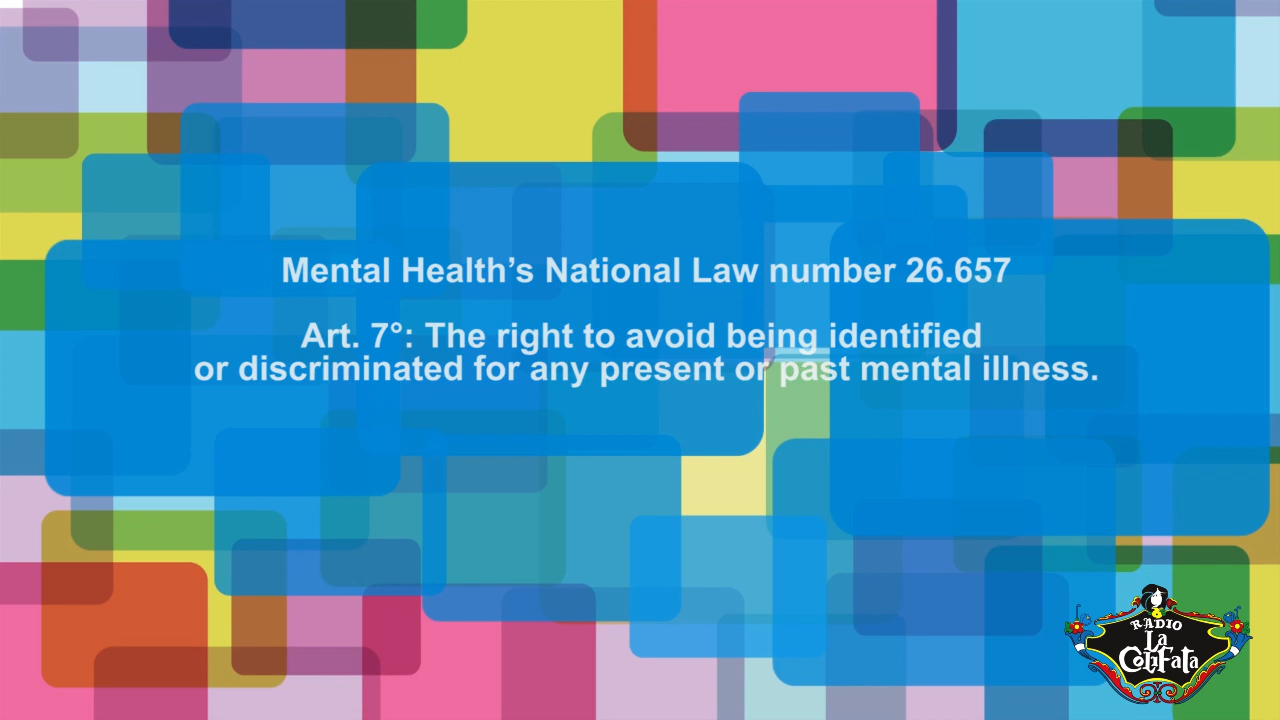 Mental Health’s National Law number 26.657
Art. 7°: The right to avoid being identified
or discriminated for any present or past mental illness.
RADIO
La
Colifata